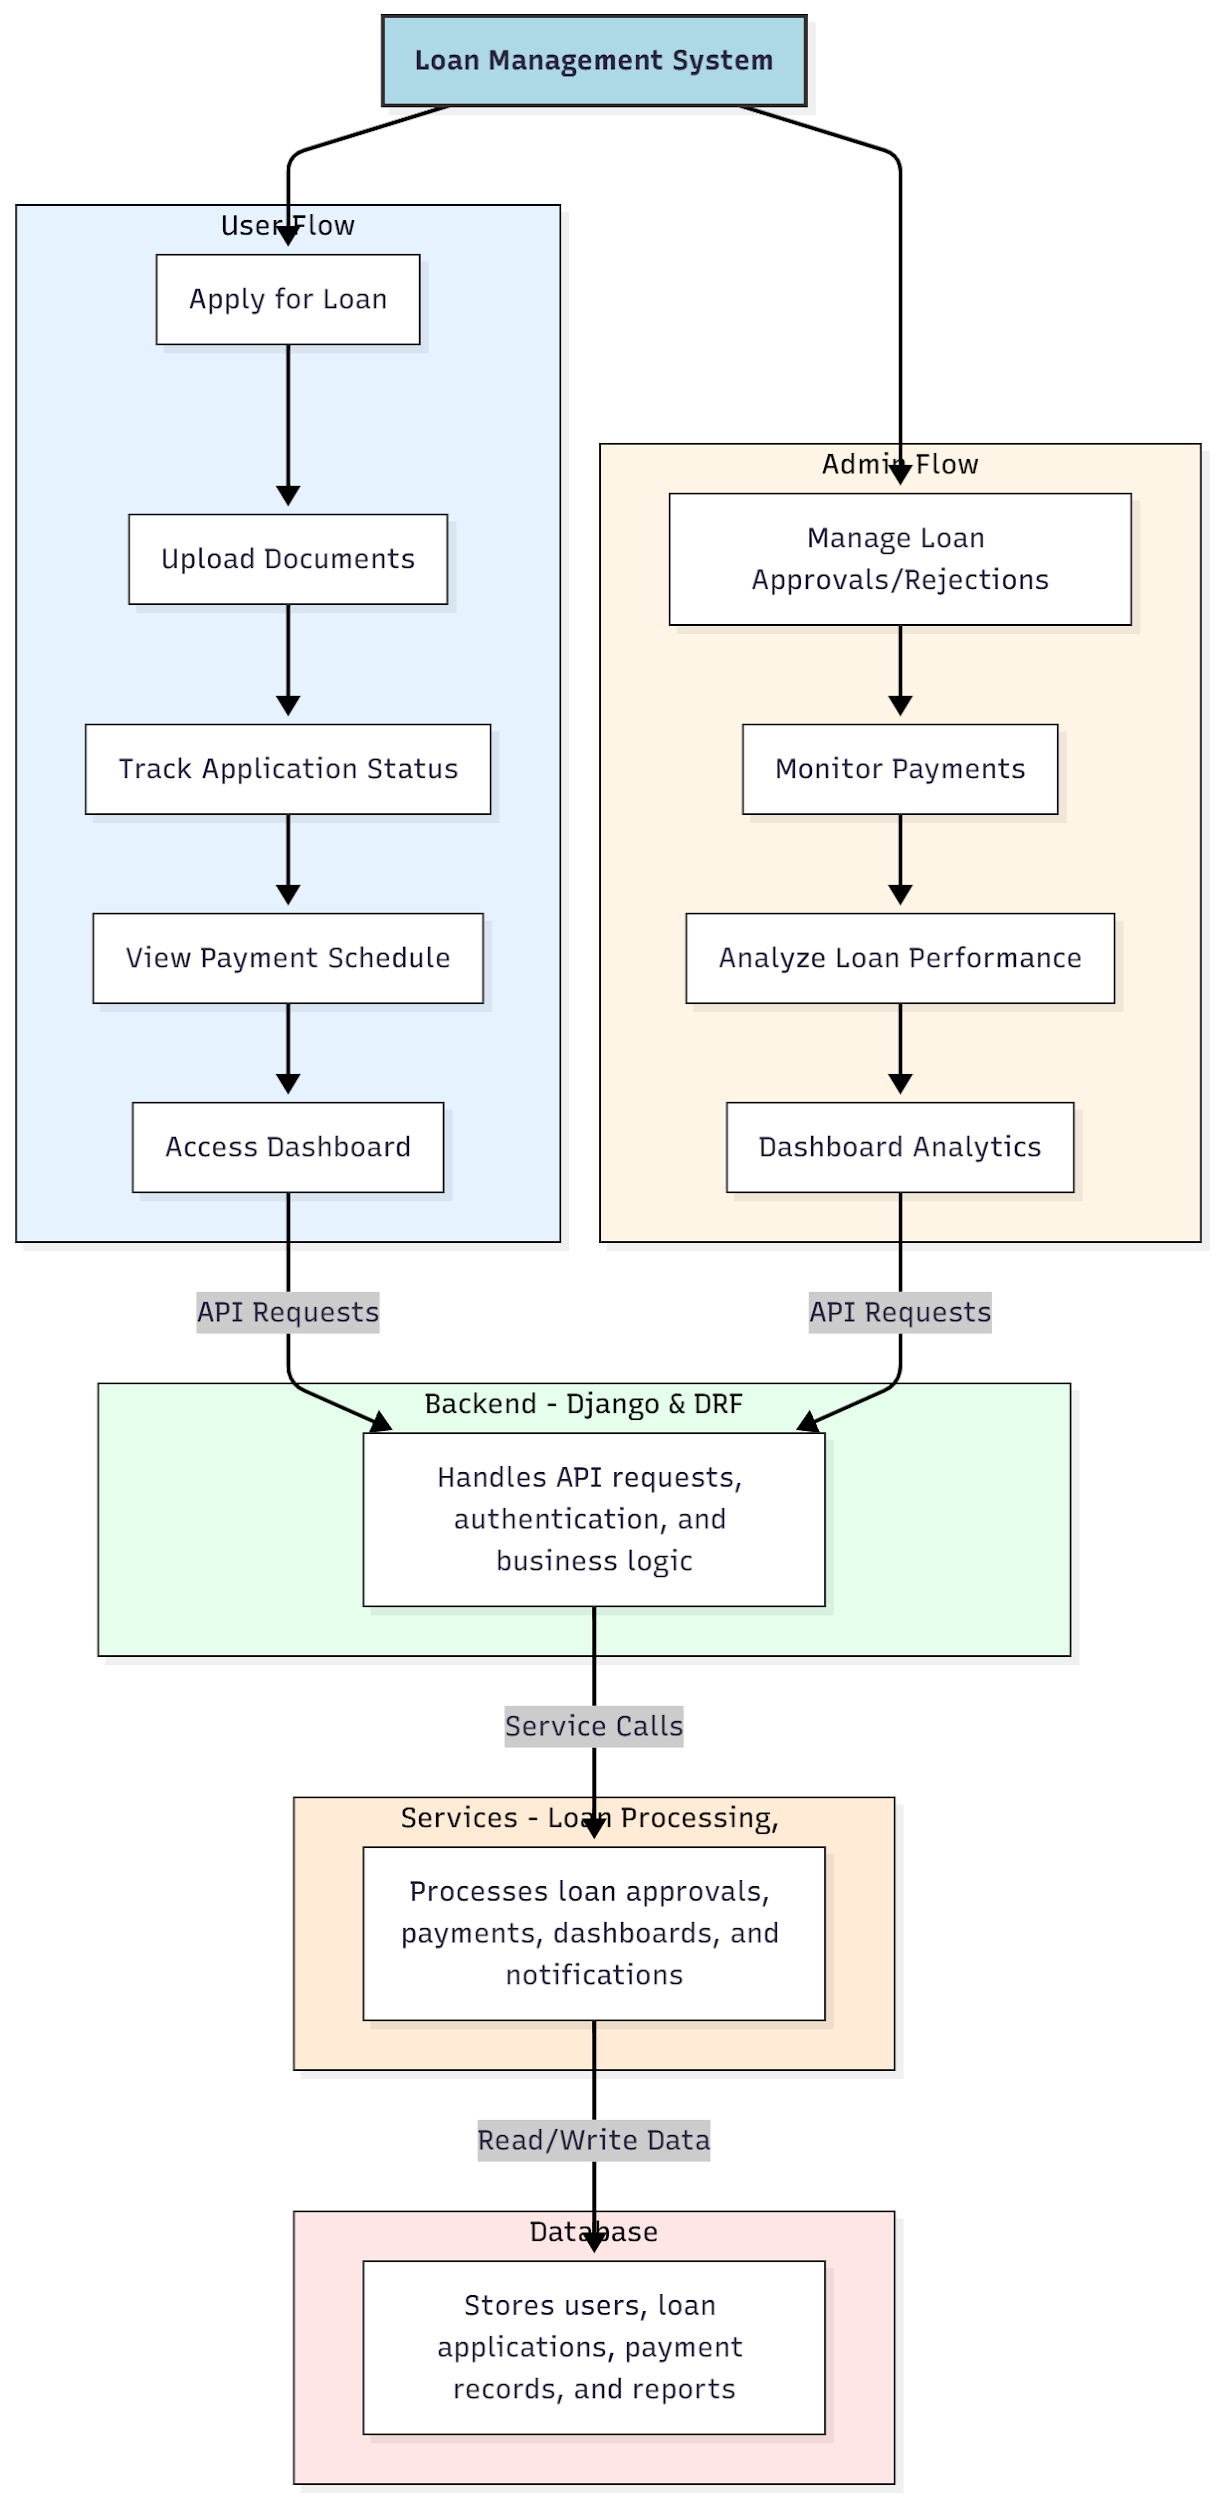 Loan Management System
User Flow
Apply for Loan
Upload Documents
Track Application Status
View Payment Schedule
Access Dashboard
Admin Flow
Manage Loan
Approvals/Rejections
Monitor Payments
Analyze Loan Performance
Dashboard Analytics
API Requests
API Requests
Backend - Django & DRF
Handles API requests,
authentication, and
business logic
Service Calls
Services - Loan Processing,
Processes loan approvals,
payments, dashboards, and
notifications
Read/Write Data
Database
Stores users, loan
applications, payment
records, and reports